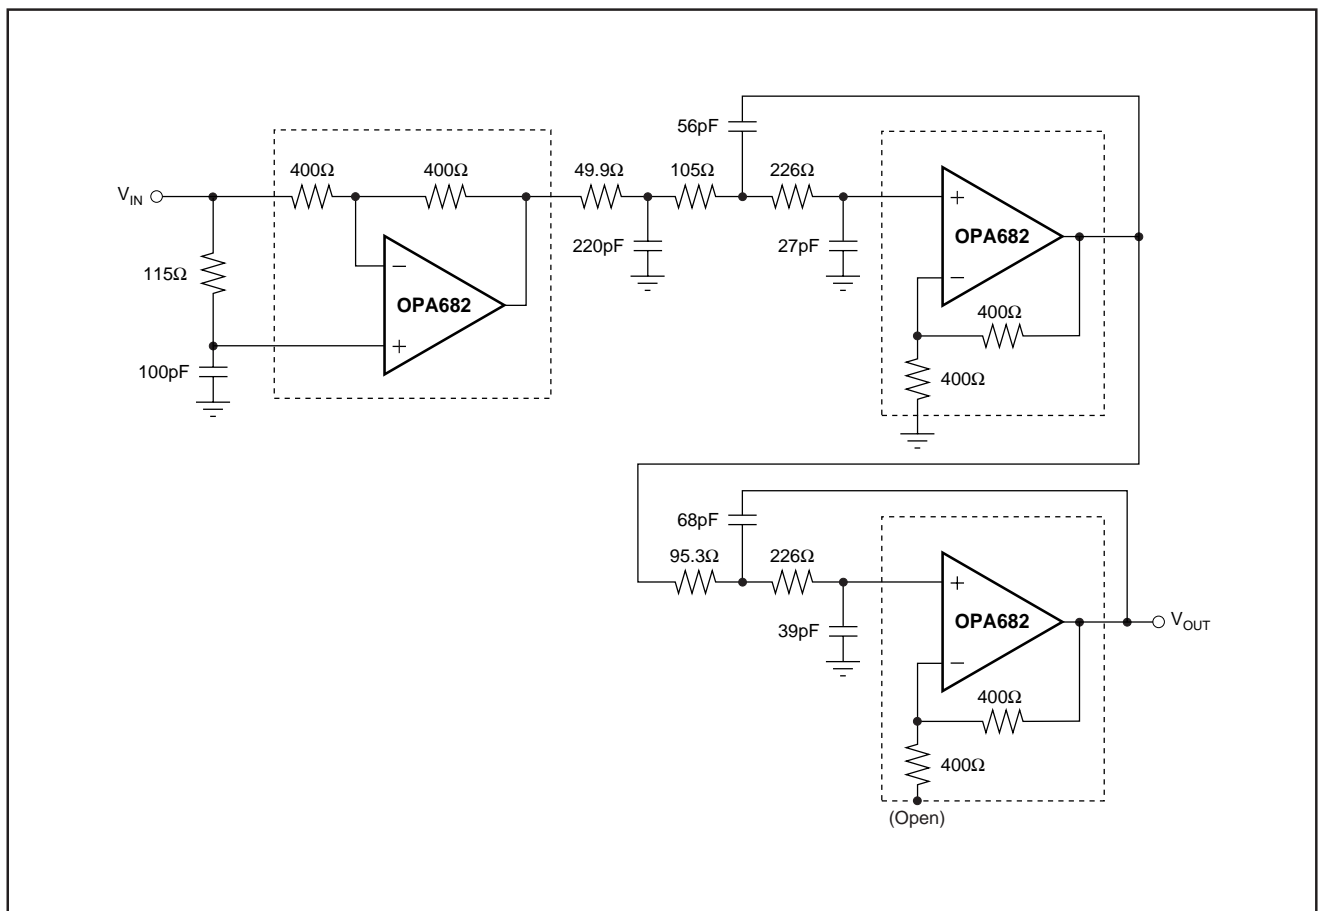 56pF
400Ω
400Ω
49.9Ω
105Ω
226Ω
V_IN
+
OPA682
−
220pF
27pF
115Ω
−
OPA682
+
400Ω
100pF
400Ω
68pF
95.3Ω
226Ω
+
OPA682
−
V_OUT
39pF
400Ω
400Ω
(Open)